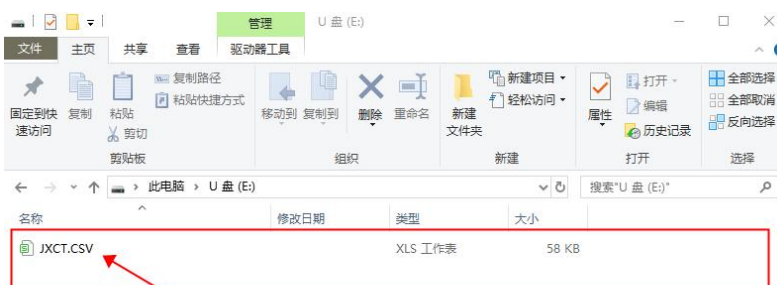 管理 U 盘 (E:)
文件 主页 共享 查看 驱动器工具
固定到快速访问
复制
粘贴
复制路径
粘贴快捷方式
剪切
移动到 复制到 删除 重命名
新建文件夹
新建项目
轻松访问
属性
打开
编辑
历史记录
全部选择
全部取消
反向选择
剪贴板 组织 新建 打开 选择
此电脑 › U 盘 (E:)
搜索"U 盘 (E:)"
名称 修改日期 类型 大小
JXCT.CSV XLS 工作表 58 KB